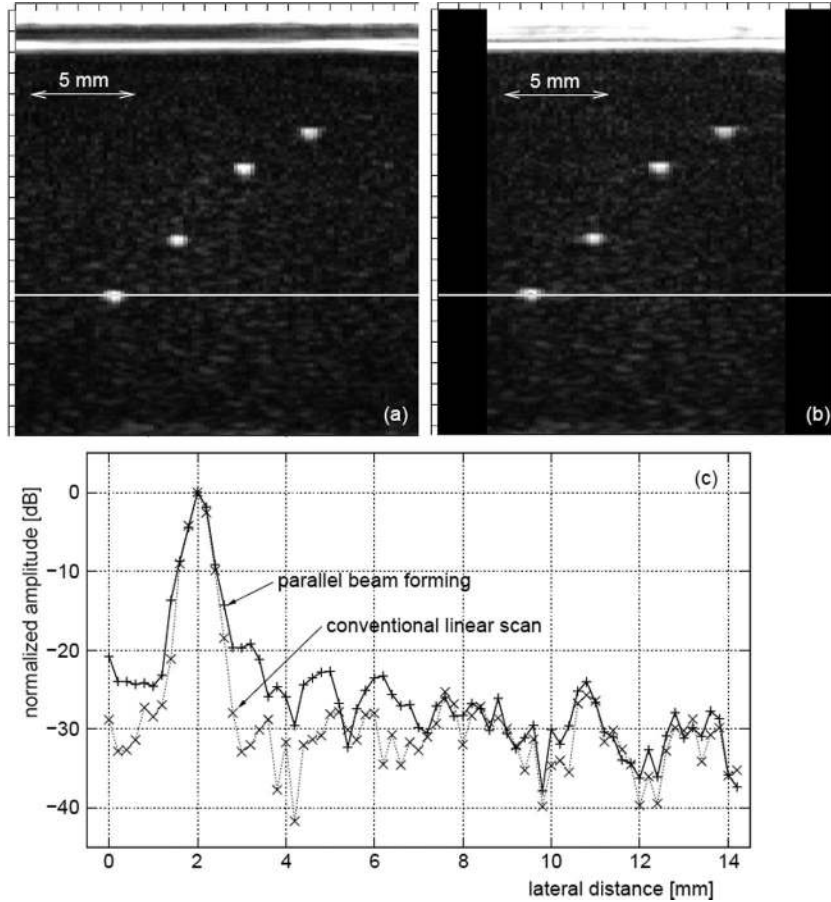 5 mm
5 mm
(a)
(b)
(c)
normalized amplitude [dB]
0
−10
−20
−30
−40
parallel beam forming
conventional linear scan
0
2
4
6
8
10
12
14
lateral distance [mm]